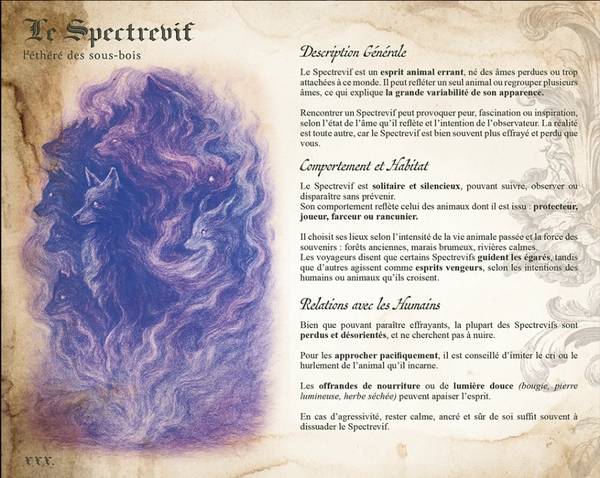 Le Spectrevif
l'éthéré des sous-bois
Description Générale
Le Spectrevif est un esprit animal errant, né des âmes perdues ou trop
attachées à ce monde. Il peut refléter un seul animal ou regrouper plusieurs
âmes, ce qui explique la grande variabilité de son apparence.
Rencontrer un Spectrevif peut provoquer peur, fascination ou inspiration,
selon l'état de l'âme qu'il reflète et l'intention de l'observateur. La réalité
est toute autre, car le Spectrevif est bien souvent plus effrayé et perdu que
vous.
Comportement et Habitat
Le Spectrevif est solitaire et silencieux, pouvant suivre, observer ou
disparaître sans prévenir.
Son comportement reflète celui des animaux dont il est issu : protecteur,
joueur, farceur ou rancunier.
Il choisit ses lieux selon l'intensité de la vie animale passée et la force des
souvenirs : forêts anciennes, marais brumeux, rivières calmes.
Les voyageurs disent que certains Spectrevifs guident les égarés, tandis
que d'autres agissent comme esprits vengeurs, selon les intentions des
humains ou animaux qu'ils croisent.
Relations avec les Humains
Bien que pouvant paraître effrayants, la plupart des Spectrevifs sont
perdus et désorientés, et ne cherchent pas à nuire.
Pour les approcher pacifiquement, il est conseillé d'imiter le cri ou le
hurlement de l'animal qu'il incarne.
Les offrandes de nourriture ou de lumière douce (bougie, pierre
lumineuse, herbe séchée) peuvent apaiser l'esprit.
En cas d'agressivité, rester calme, ancré et sûr de soi suffit souvent à
dissuader le Spectrevif.
XXX.